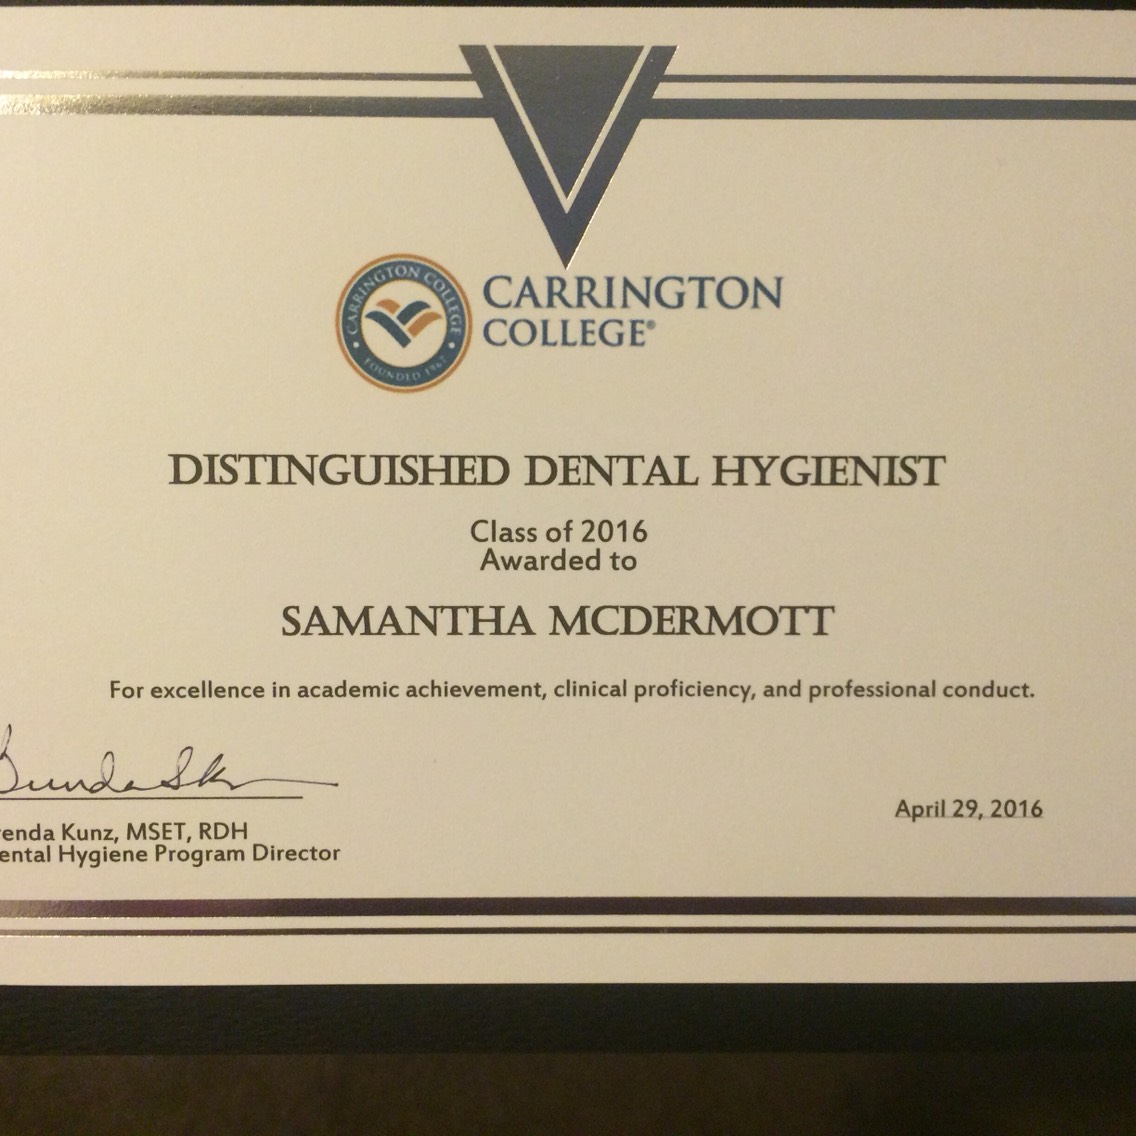 CARRINGTON COLLEGE
FOUNDED 1967
CARRINGTON
COLLEGE®
DISTINGUISHED DENTAL HYGIENIST
Class of 2016
Awarded to
SAMANTHA MCDERMOTT
For excellence in academic achievement, clinical proficiency, and professional conduct.
April 29, 2016
renda Kunz, MSET, RDH
ental Hygiene Program Director